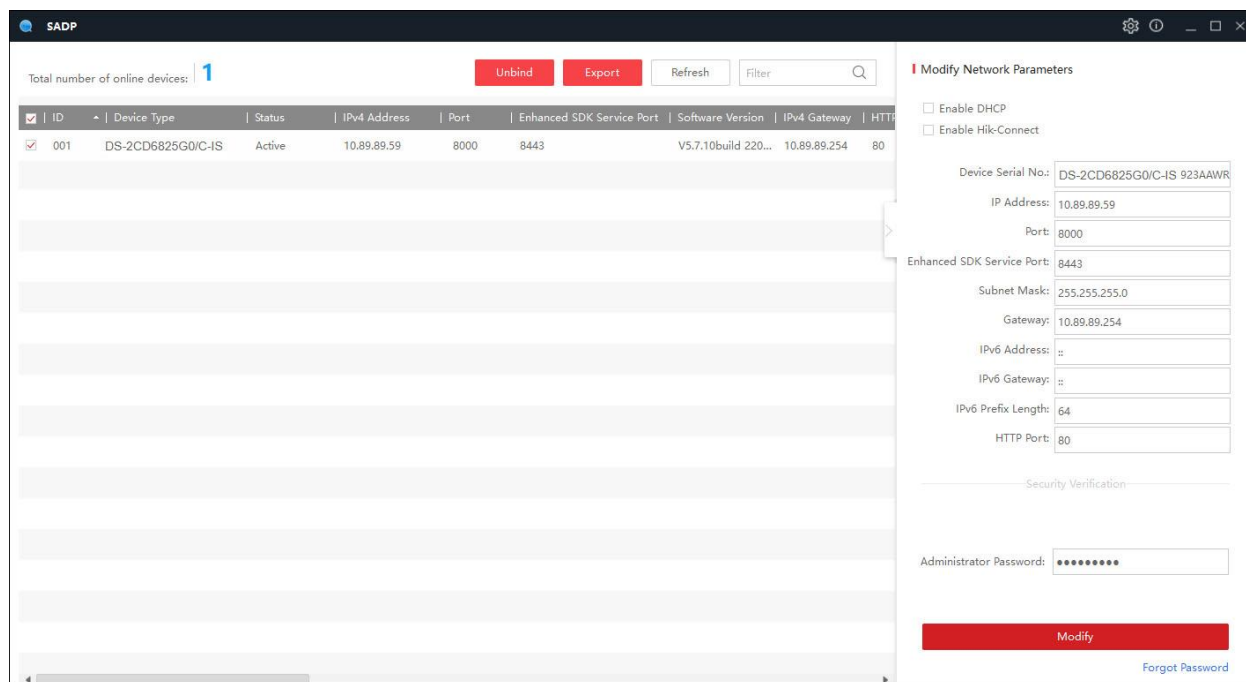 SADP
Total number of online devices: 1
Unbind
Export
Refresh
Filter
ID | Device Type | Status | IPv4 Address | Port | Enhanced SDK Service Port | Software Version | IPv4 Gateway | HTTP
001 DS-2CD6825G0/C-IS Active 10.89.89.59 8000 8443 V5.7.10build 220... 10.89.89.254 80
Modify Network Parameters
Enable DHCP
Enable Hik-Connect
Device Serial No.: DS-2CD6825G0/C-IS 923AAWR
IP Address: 10.89.89.59
Port: 8000
Enhanced SDK Service Port: 8443
Subnet Mask: 255.255.255.0
Gateway: 10.89.89.254
IPv6 Address: ::
IPv6 Gateway: ::
IPv6 Prefix Length: 64
HTTP Port: 80
Security Verification
Administrator Password: ●●●●●●●●●
Modify
Forgot Password